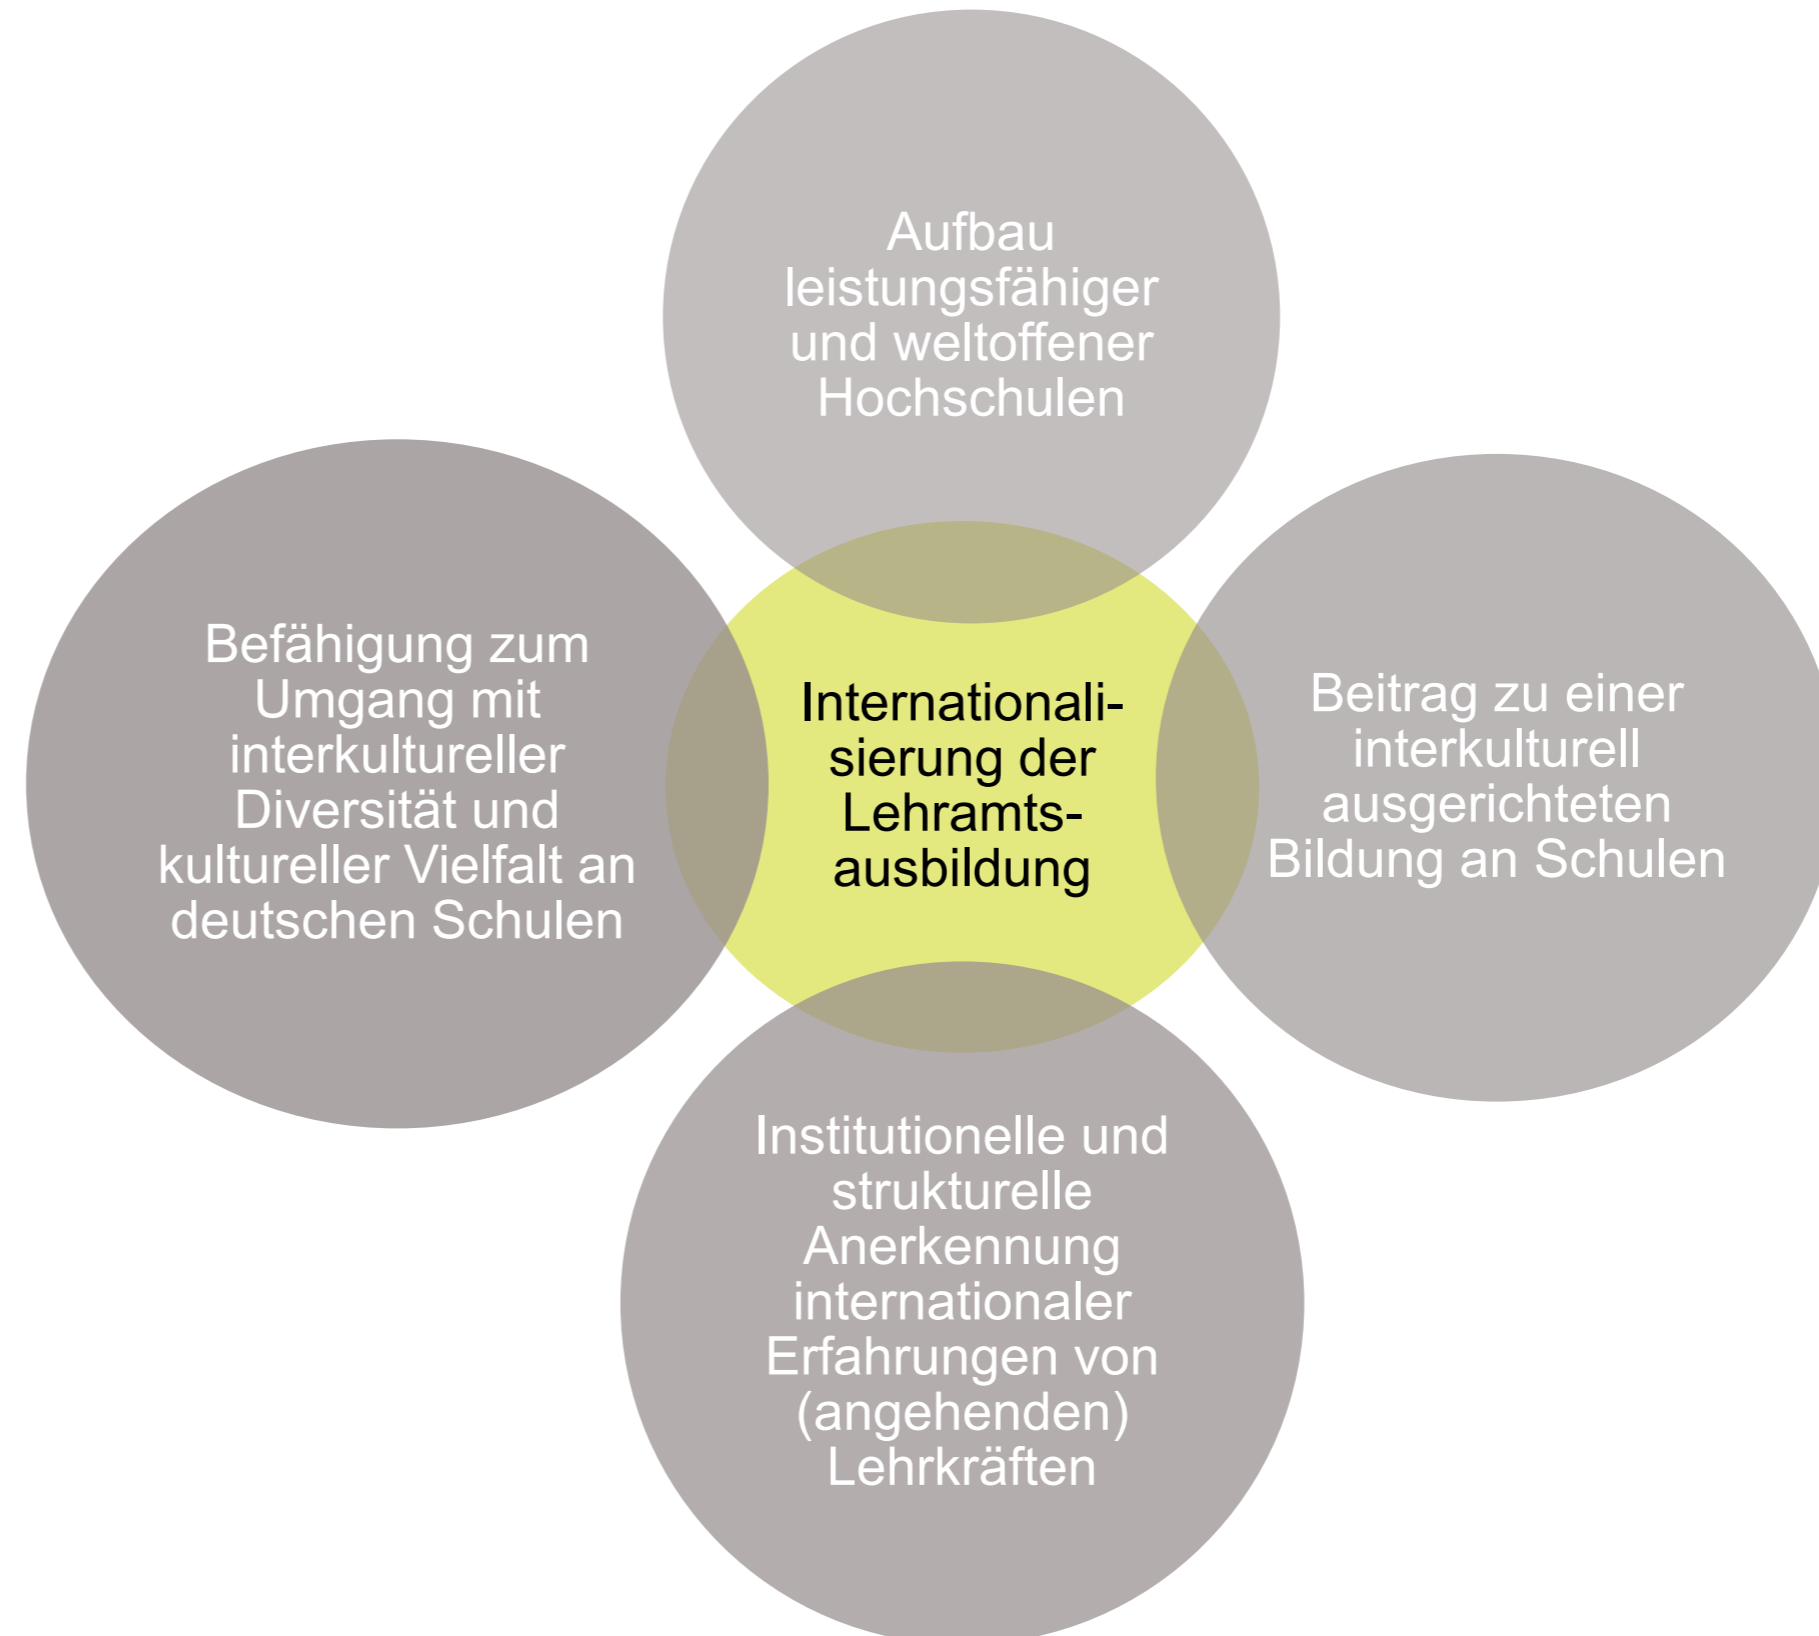 Aufbau
leistungsfähiger
und weltoffener
Hochschulen
Befähigung zum
Umgang mit
interkultureller
Diversität und
kultureller Vielfalt an
deutschen Schulen
Internationali-
sierung der
Lehramts-
ausbildung
Beitrag zu einer
interkulturell
ausgerichteten
Bildung an Schulen
Institutionelle und
strukturelle
Anerkennung
internationaler
Erfahrungen von
(angehenden)
Lehrkräften